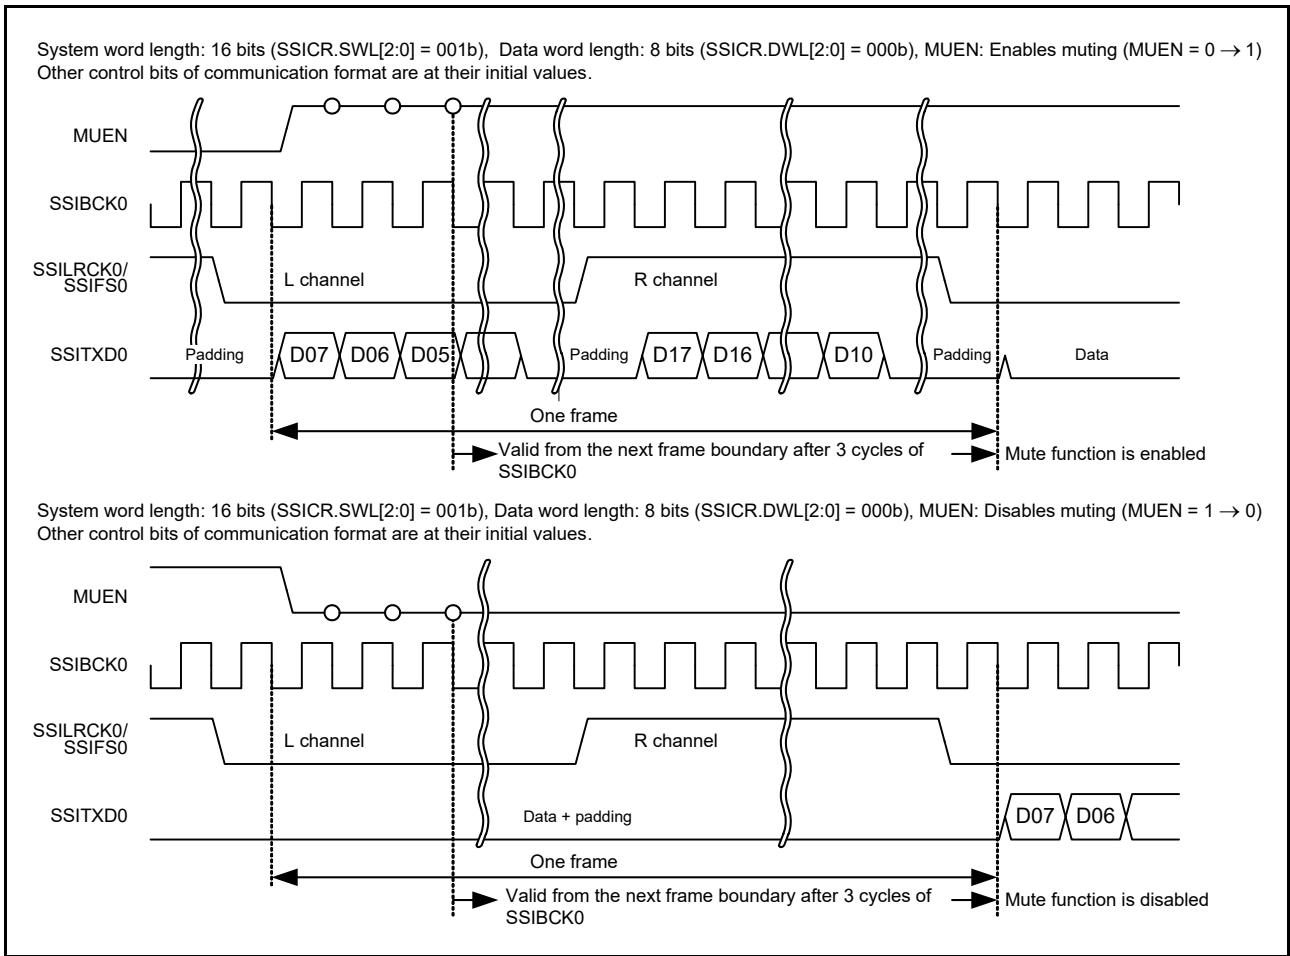 System word length: 16 bits (SSICR.SWL[2:0] = 001b), Data word length: 8 bits (SSICR.DWL[2:0] = 000b), MUEN: Enables muting (MUEN = 0 → 1)
Other control bits of communication format are at their initial values.
MUEN
SSIBCK0
SSILRCK0/
SSIFS0
L channel
R channel
SSITXD0
Padding
D07
D06
D05
Padding
D17
D16
D10
Padding
Data
One frame
Valid from the next frame boundary after 3 cycles of
SSIBCK0
Mute function is enabled
System word length: 16 bits (SSICR.SWL[2:0] = 001b), Data word length: 8 bits (SSICR.DWL[2:0] = 000b), MUEN: Disables muting (MUEN = 1 → 0)
Other control bits of communication format are at their initial values.
MUEN
SSIBCK0
SSILRCK0/
SSIFS0
L channel
R channel
SSITXD0
Data + padding
D07
D06
One frame
Valid from the next frame boundary after 3 cycles of
SSIBCK0
Mute function is disabled